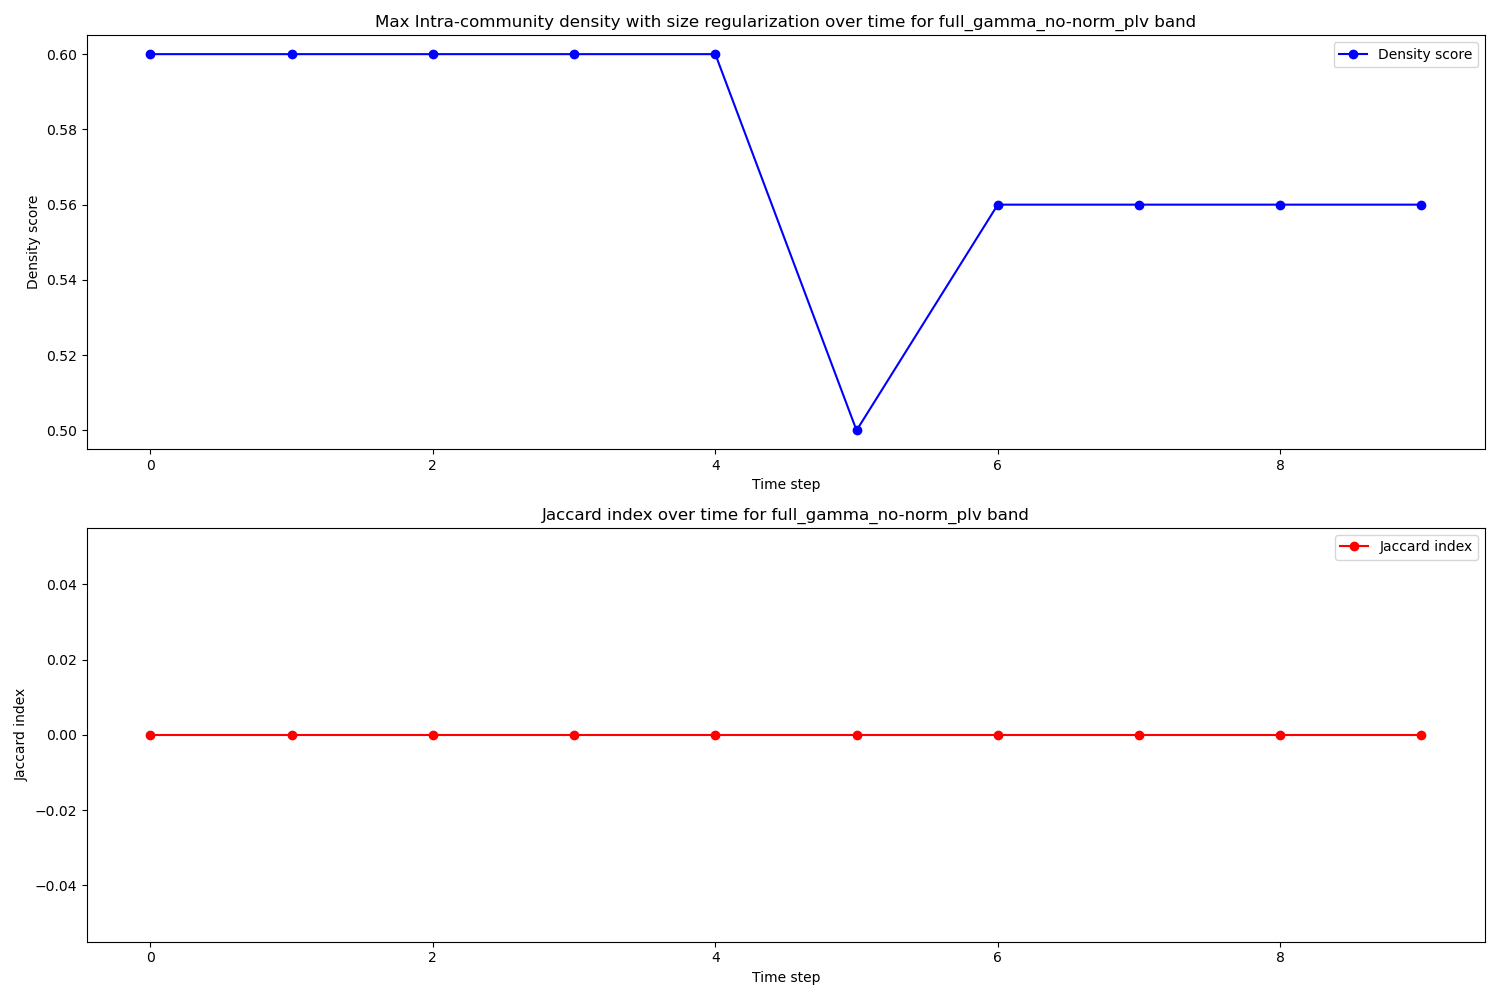 Max Intra-community density with size regularization over time for full_gamma_no-norm_plv band
Density score
0.60
0.58
0.56
0.54
0.52
0.50
Density score
0 2 4 6 8
Time step
Jaccard index over time for full_gamma_no-norm_plv band
Jaccard index
0.04
0.02
0.00
−0.02
−0.04
Jaccard index
0 2 4 6 8
Time step